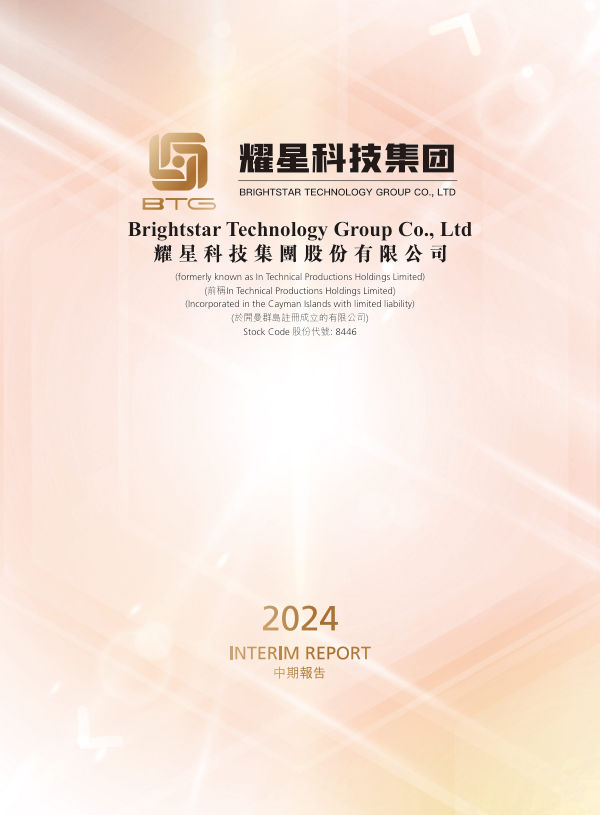 耀星科技集团
BRIGHTSTAR TECHNOLOGY GROUP CO., LTD
BTG
Brightstar Technology Group Co., Ltd
耀星科技集團股份有限公司
(formerly known as In Technical Productions Holdings Limited)
(前稱In Technical Productions Holdings Limited)
(Incorporated in the Cayman Islands with limited liability)
(於開曼群島註冊成立的有限公司)
Stock Code 股份代號: 8446
2024
INTERIM REPORT
中期報告